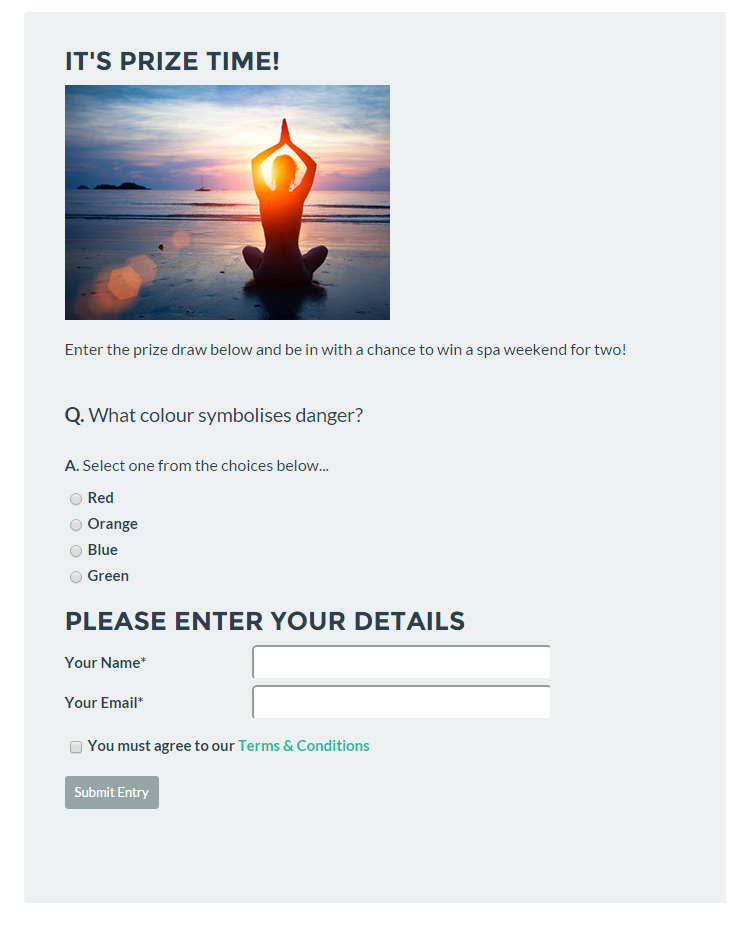 IT'S PRIZE TIME!
Enter the prize draw below and be in with a chance to win a spa weekend for two!
Q. What colour symbolises danger?
A. Select one from the choices below...
Red
Orange
Blue
Green
PLEASE ENTER YOUR DETAILS
Your Name*
Your Email*
You must agree to our Terms & Conditions
Submit Entry